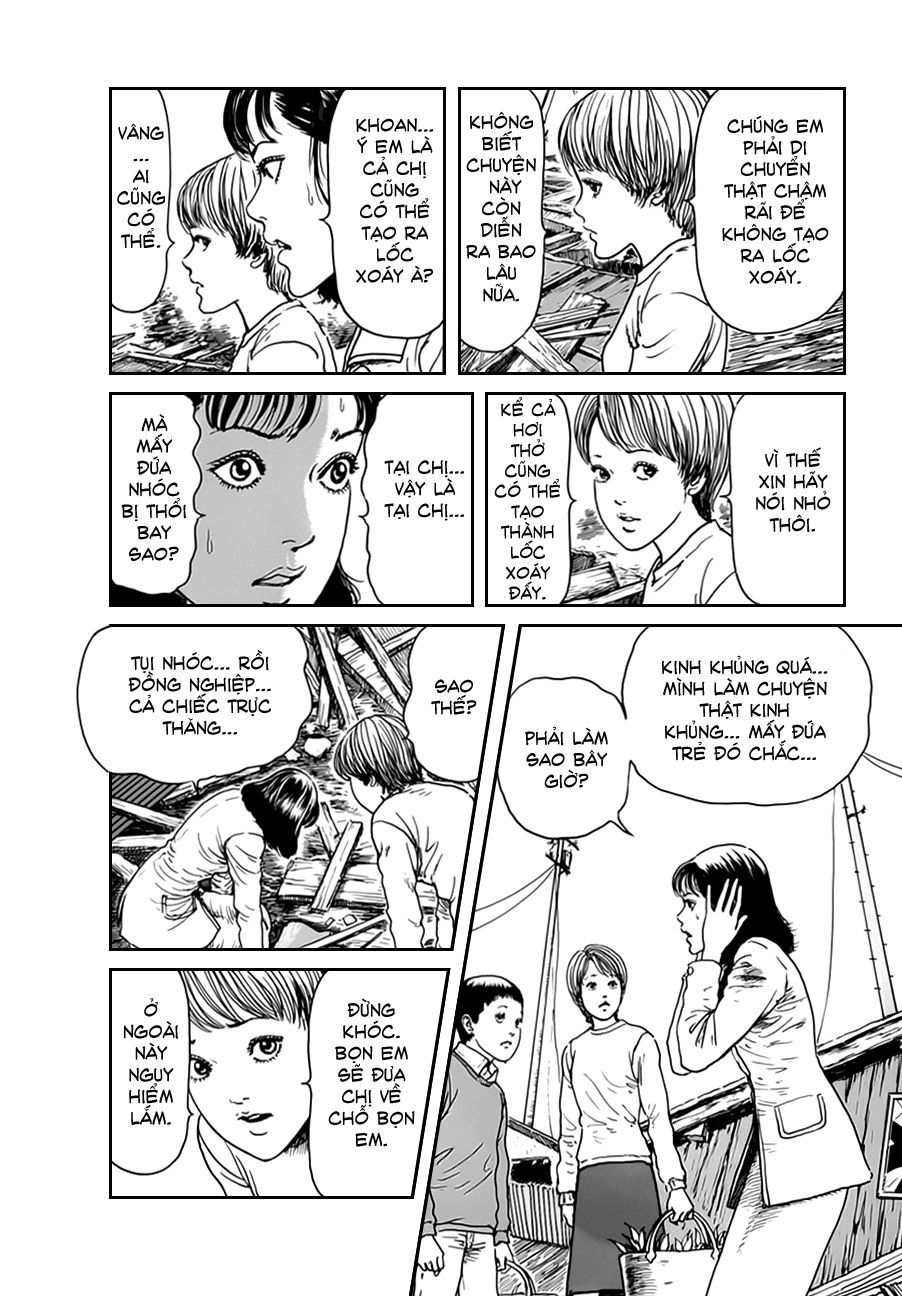 CHÚNG EM
PHẢI DI
CHUYỂN
THẬT CHẬM
RÃI ĐỂ
KHÔNG TẠO
RA LỐC
XOÁY.
KHÔNG
BIẾT
CHUYỆN
NÀY
CÒN
DIỄN
RA BAO
LÂU
NỮA.
KHOAN...
Ý EM LÀ
CẢ CHỊ
CŨNG
CÓ THỂ
TẠO RA
LỐC
XOÁY À?
VÂNG
...
AI
CŨNG
CÓ
THỂ.
VÌ THẾ
XIN HÃY
NÓI NHỎ
THÔI.
KỂ CẢ
HƠI
THỞ
CŨNG
CÓ THỂ
TẠO
THÀNH
LỐC
XOÁY
ĐẤY.
TẠI CHỊ...
VẬY LÀ
TẠI CHỊ...
MÀ
MẤY
ĐỨA
NHÓC
BỊ THỔI
BAY
SAO?
KINH KHỦNG QUÁ...
MÌNH LÀM CHUYỆN
THẬT KINH
KHỦNG... MẤY ĐỨA
TRẺ ĐÓ CHẮC...
PHẢI LÀM
SAO BÂY
GIỜ?
SAO
THẾ?
TỤI NHÓC... RỒI
ĐỒNG NGHIỆP...
CẢ CHIẾC TRỰC
THĂNG...
ĐỪNG
KHÓC.
BỌN EM
SẼ ĐƯA
CHỊ VỀ
CHỖ BỌN
EM.
Ở
NGOÀI
NÀY
NGUY
HIỂM
LẮM.